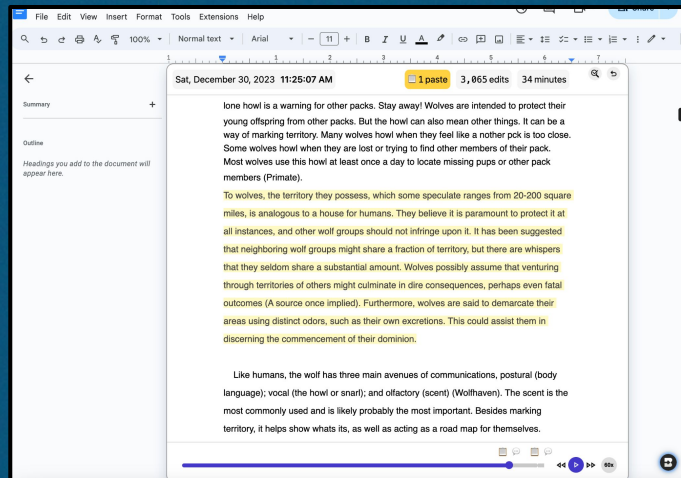 File Edit View Insert Format Tools Extensions Help
100% Normal text Arial 11 B I U A
1 1 2 3 4 5 6 7
Sat, December 30, 2023 11:25:07 AM 1 paste 3,065 edits 34 minutes
Summary
Outline
Headings you add to the document will
appear here.
lone howl is a warning for other packs. Stay away! Wolves are intended to protect their
young offspring from other packs. But the howl can also mean other things. It can be a
way of marking territory. Many wolves howl when they feel like a nother pck is too close.
Some wolves howl when they are lost or trying to find other members of their pack.
Most wolves use this howl at least once a day to locate missing pups or other pack
members (Primate).
To wolves, the territory they possess, which some speculate ranges from 20-200 square
miles, is analogous to a house for humans. They believe it is paramount to protect it at
all instances, and other wolf groups should not infringe upon it. It has been suggested
that neighboring wolf groups might share a fraction of territory, but there are whispers
that they seldom share a substantial amount. Wolves possibly assume that venturing
through territories of others might culminate in dire consequences, perhaps even fatal
outcomes (A source once implied). Furthermore, wolves are said to demarcate their
areas using distinct odors, such as their own excretions. This could assist them in
discerning the commencement of their dominion.
Like humans, the wolf has three main avenues of communications, postural (body
language); vocal (the howl or snarl); and olfactory (scent) (Wolfhaven). The scent is the
most commonly used and is likely probably the most important. Besides marking
territory, it helps show whats its, as well as acting as a road map for themselves.
60x